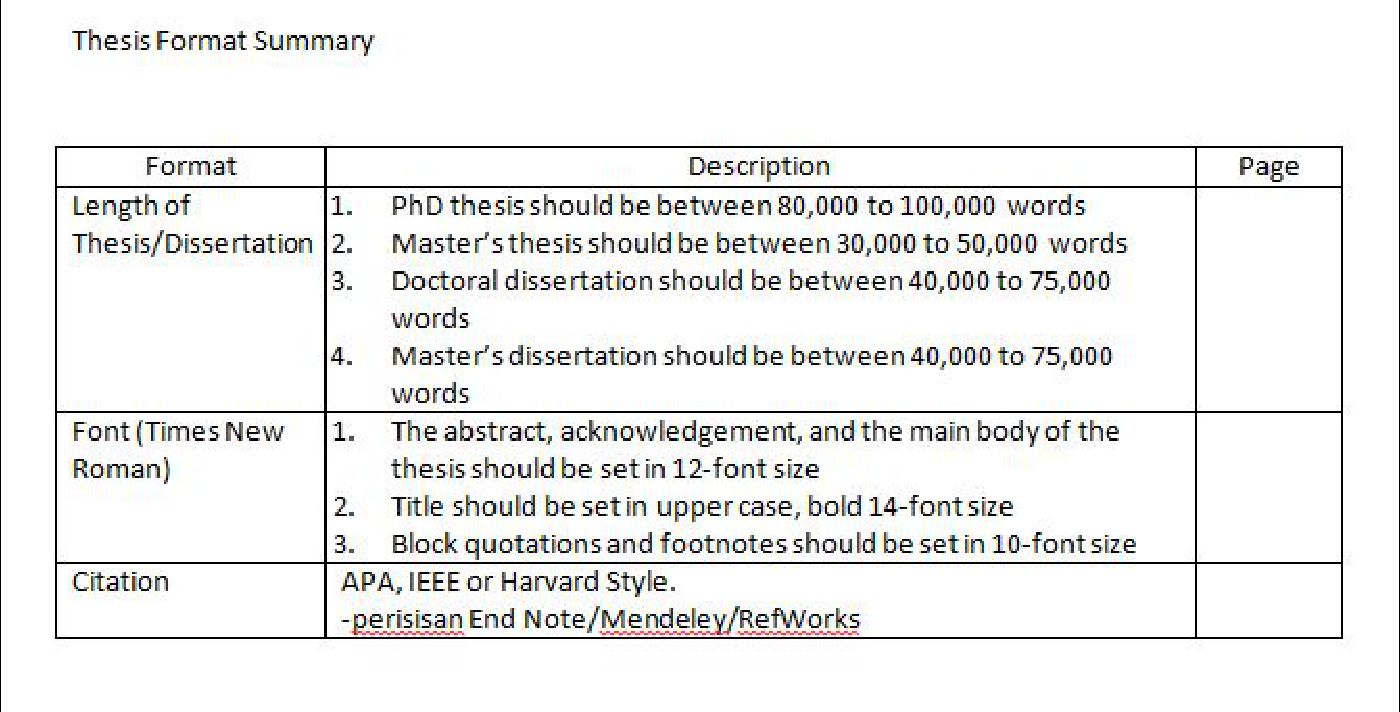 Thesis Format Summary
Format Description Page
Length of
Thesis/Dissertation
1. PhD thesis should be between 80,000 to 100,000 words
2. Master's thesis should be between 30,000 to 50,000 words
3. Doctoral dissertation should be between 40,000 to 75,000
words
4. Master's dissertation should be between 40,000 to 75,000
words
Font (Times New
Roman)
1. The abstract, acknowledgement, and the main body of the
thesis should be set in 12-font size
2. Title should be set in upper case, bold 14-font size
3. Block quotations and footnotes should be set in 10-font size
Citation
APA, IEEE or Harvard Style.
-perisisan End Note/Mendeley/RefWorks